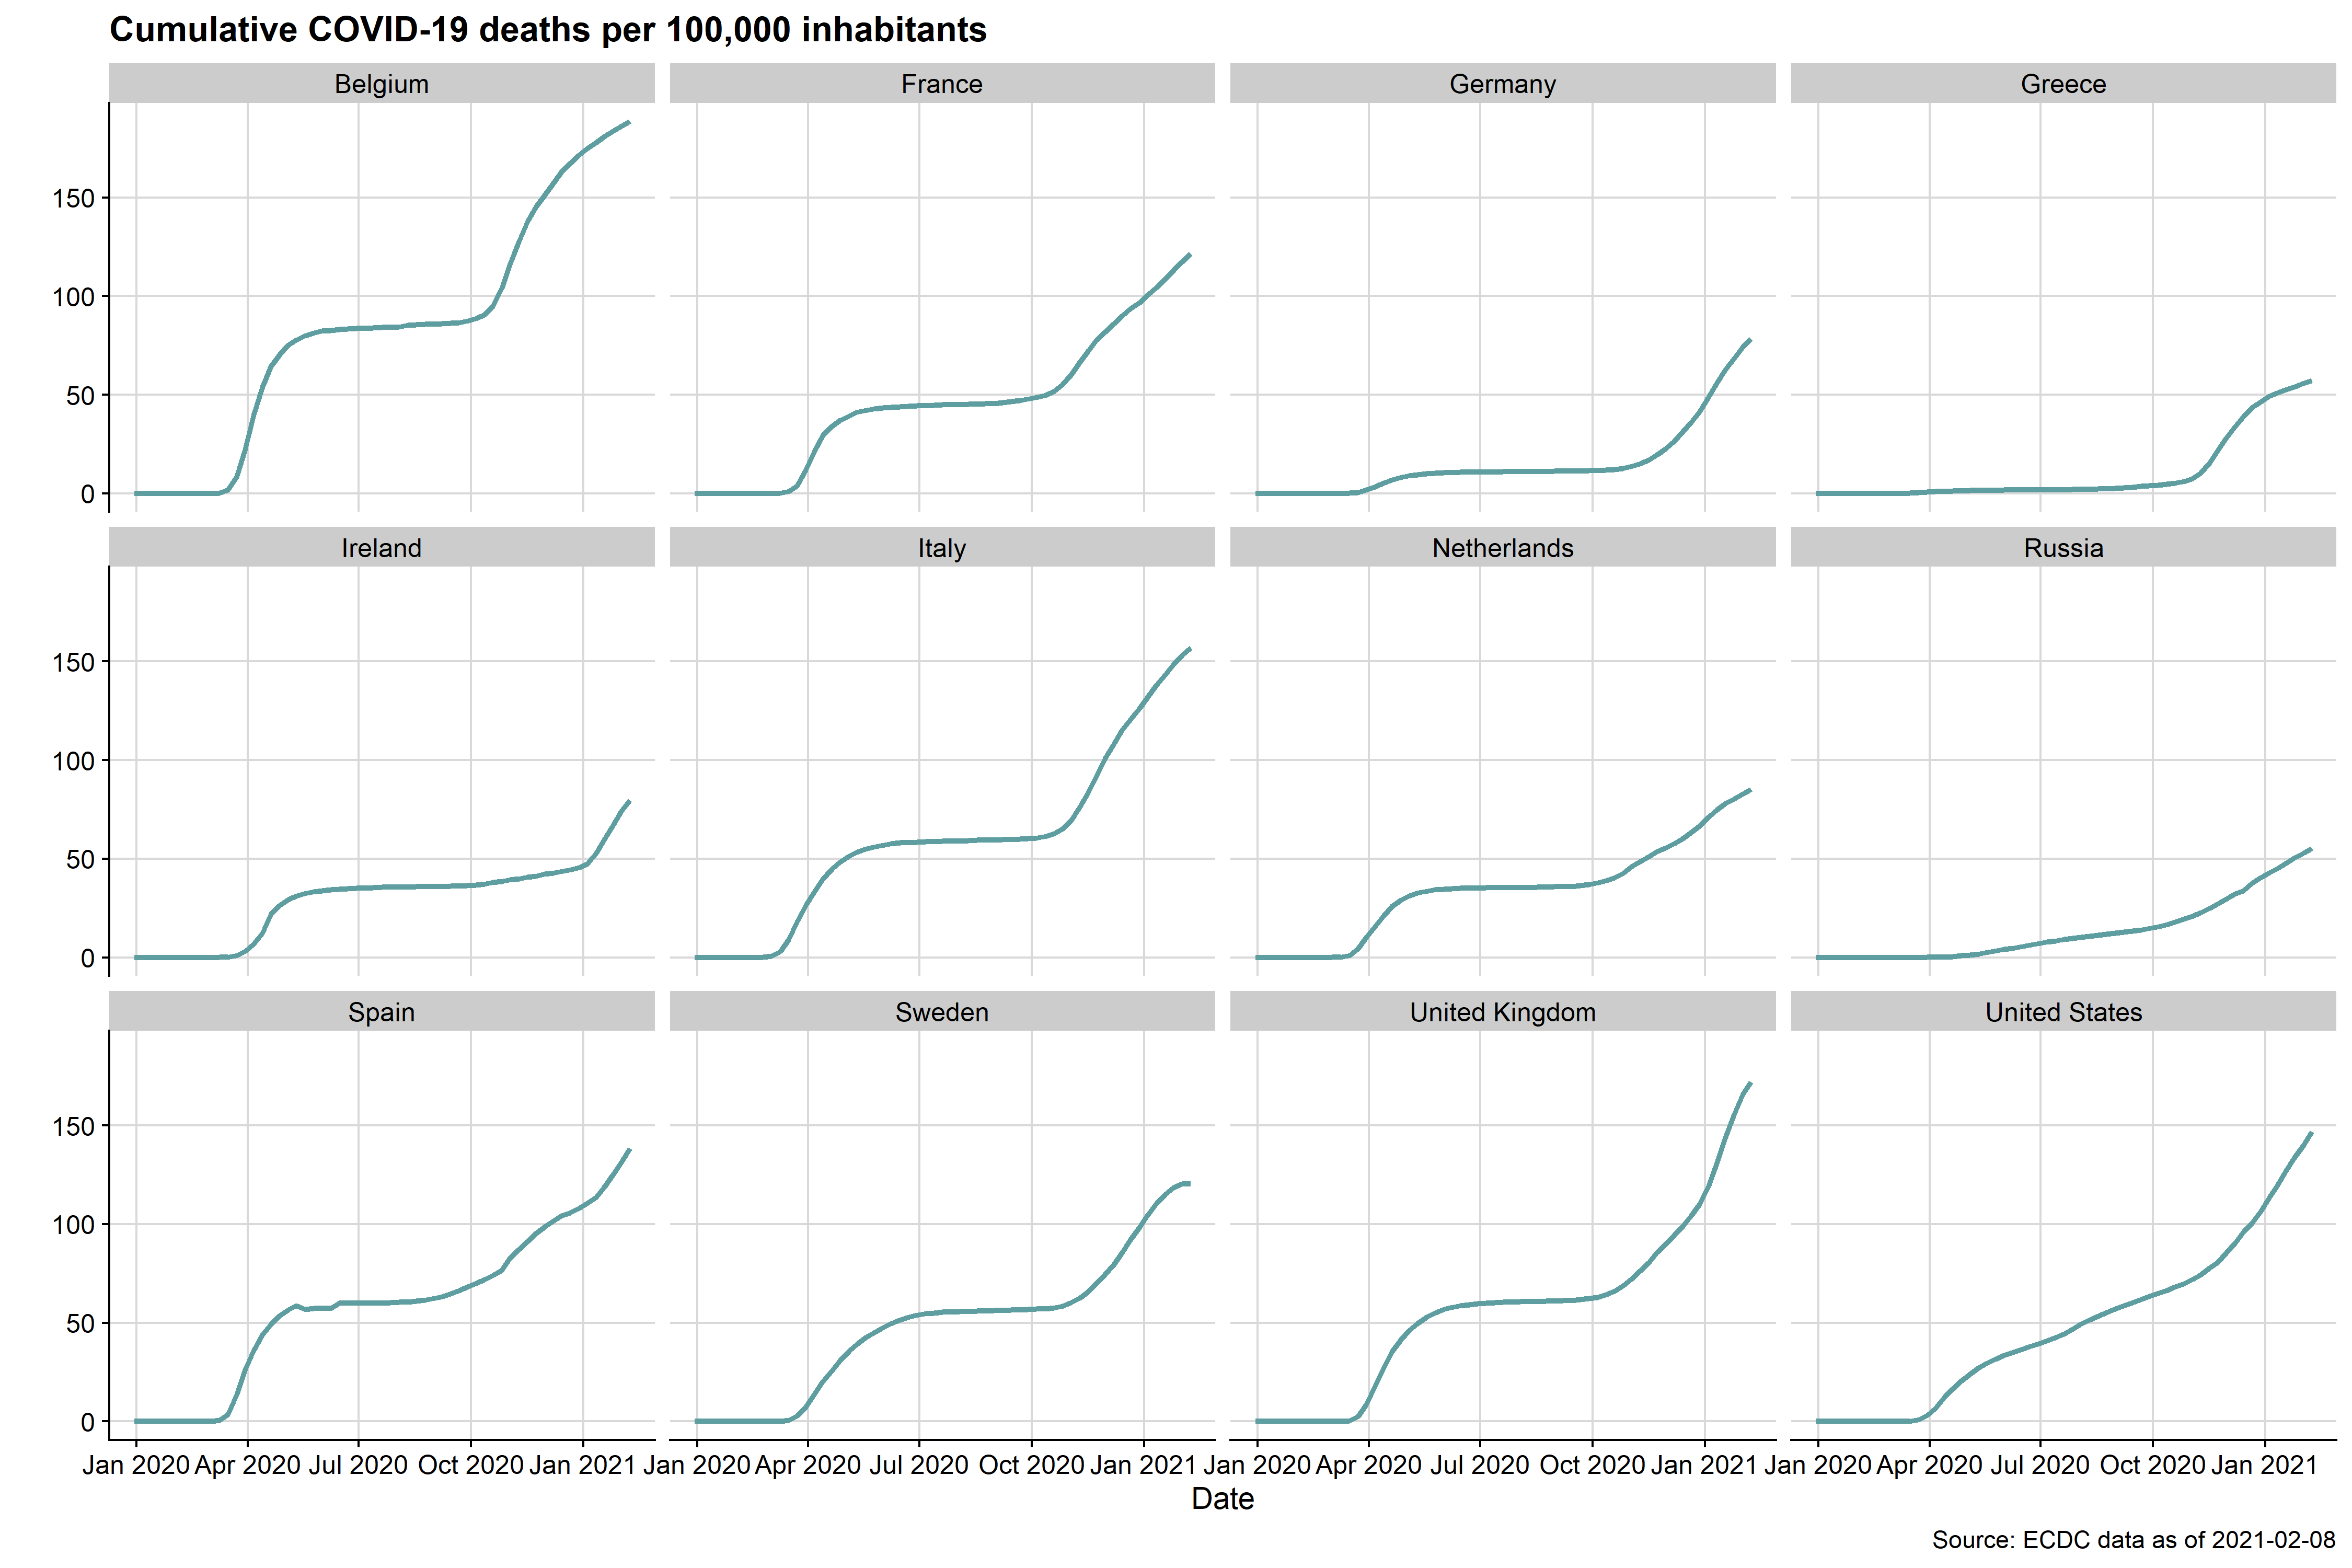 Cumulative COVID-19 deaths per 100,000 inhabitants
Belgium France Germany Greece
150
100
50
0
Ireland Italy Netherlands Russia
150
100
50
0
Spain Sweden United Kingdom United States
150
100
50
0
Jan 2020 Apr 2020 Jul 2020 Oct 2020 Jan 2021 Jan 2020 Apr 2020 Jul 2020 Oct 2020 Jan 2021 Jan 2020 Apr 2020 Jul 2020 Oct 2020 Jan 2021 Jan 2020 Apr 2020 Jul 2020 Oct 2020 Jan 2021
Date
Source: ECDC data as of 2021-02-08